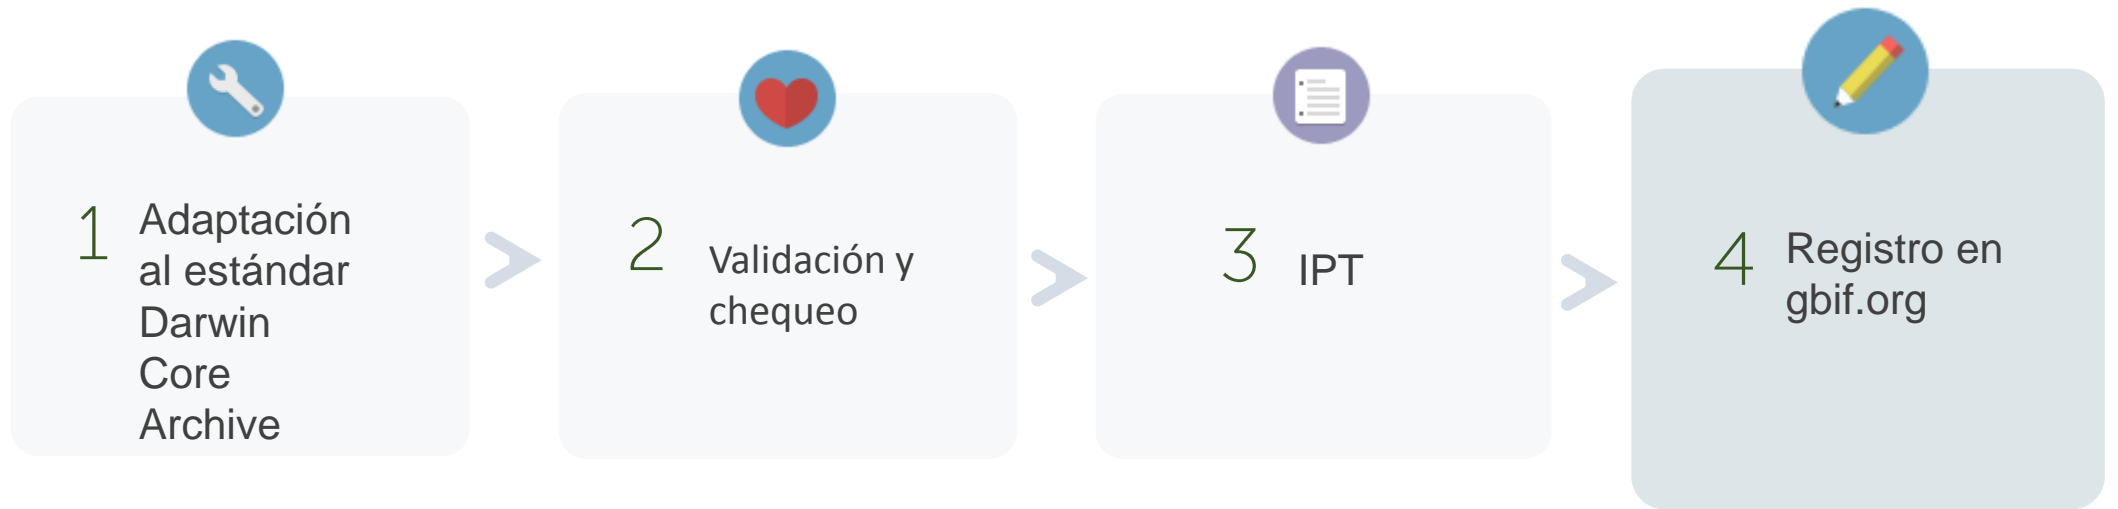 1
Adaptación
al estándar
Darwin
Core
Archive
2
Validación y
chequeo
3
IPT
4
Registro en
gbif.org